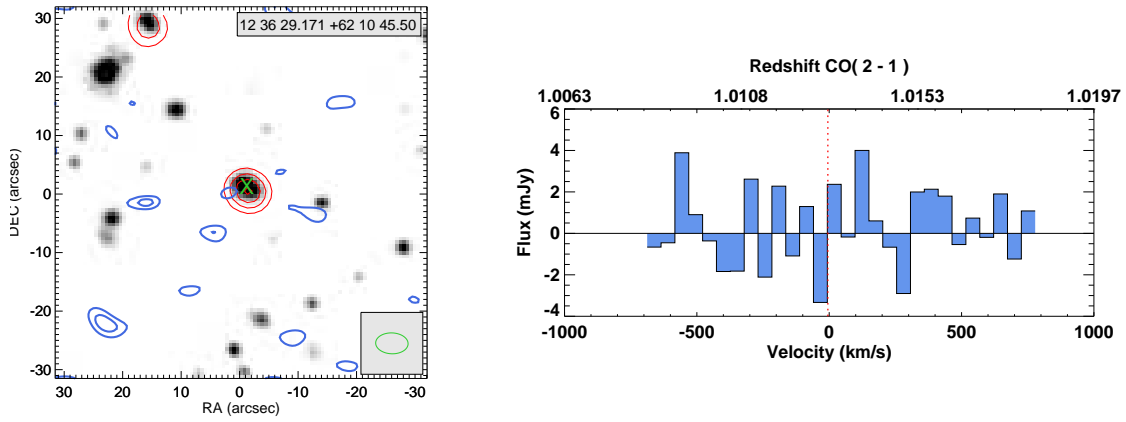 12 36 29.171 +62 10 45.50
30
20
10
0
-10
-20
-30
DEC (arcsec)
X
30 20 10 0 -10 -20 -30
RA (arcsec)
Redshift CO( 2 - 1 )
1.0063 1.0108 1.0153 1.0197
6
4
2
0
-2
-4
Flux (mJy)
-1000 -500 0 500 1000
Velocity (km/s)